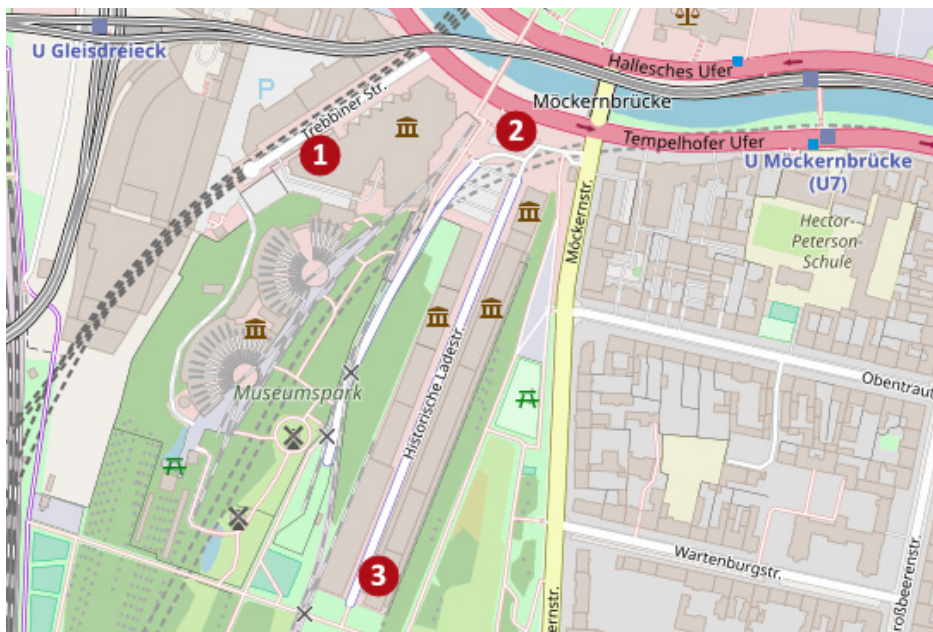 U Gleisdreieck
P
Trebbiner Str.
1
2
Hallesches Ufer
Möckernbrücke
Tempelhofer Ufer
U Möckernbrücke
(U7)
Möckernstr.
Hector-
Peterson-
Schule
Museumspark
Historische Ladestr.
Obentraut
3
Wartenburgstr.
ernstr.
roßbeerenstr.